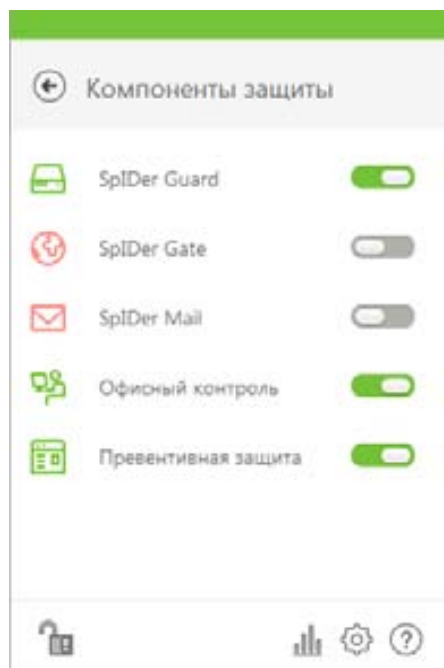 Компоненты защиты
SpIDer Guard
SpIDer Gate
SpIDer Mail
Офисный контроль
Превентивная защита
?